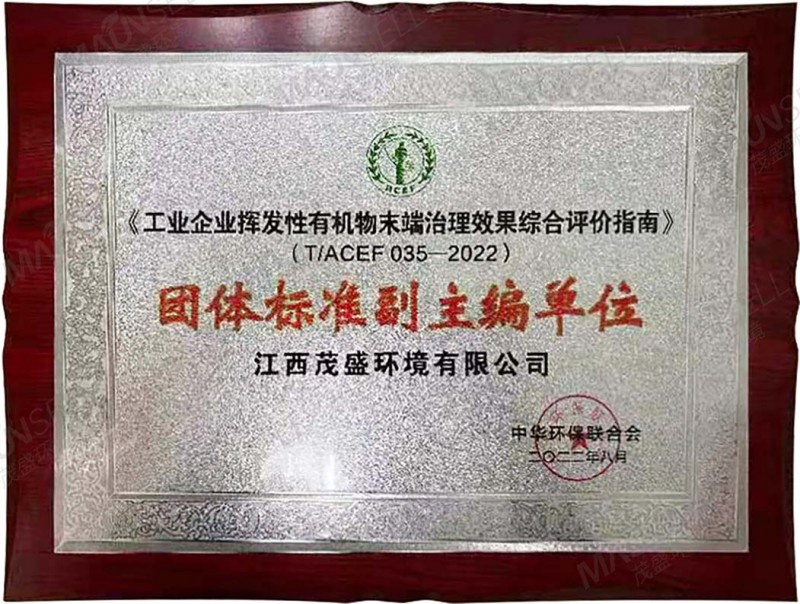 ACEF
《工业企业挥发性有机物末端治理效果综合评价指南》
（T/ACEF 035—2022）
团体标准副主编单位
江西茂盛环境有限公司
中华环保联合会
二〇二二年八月